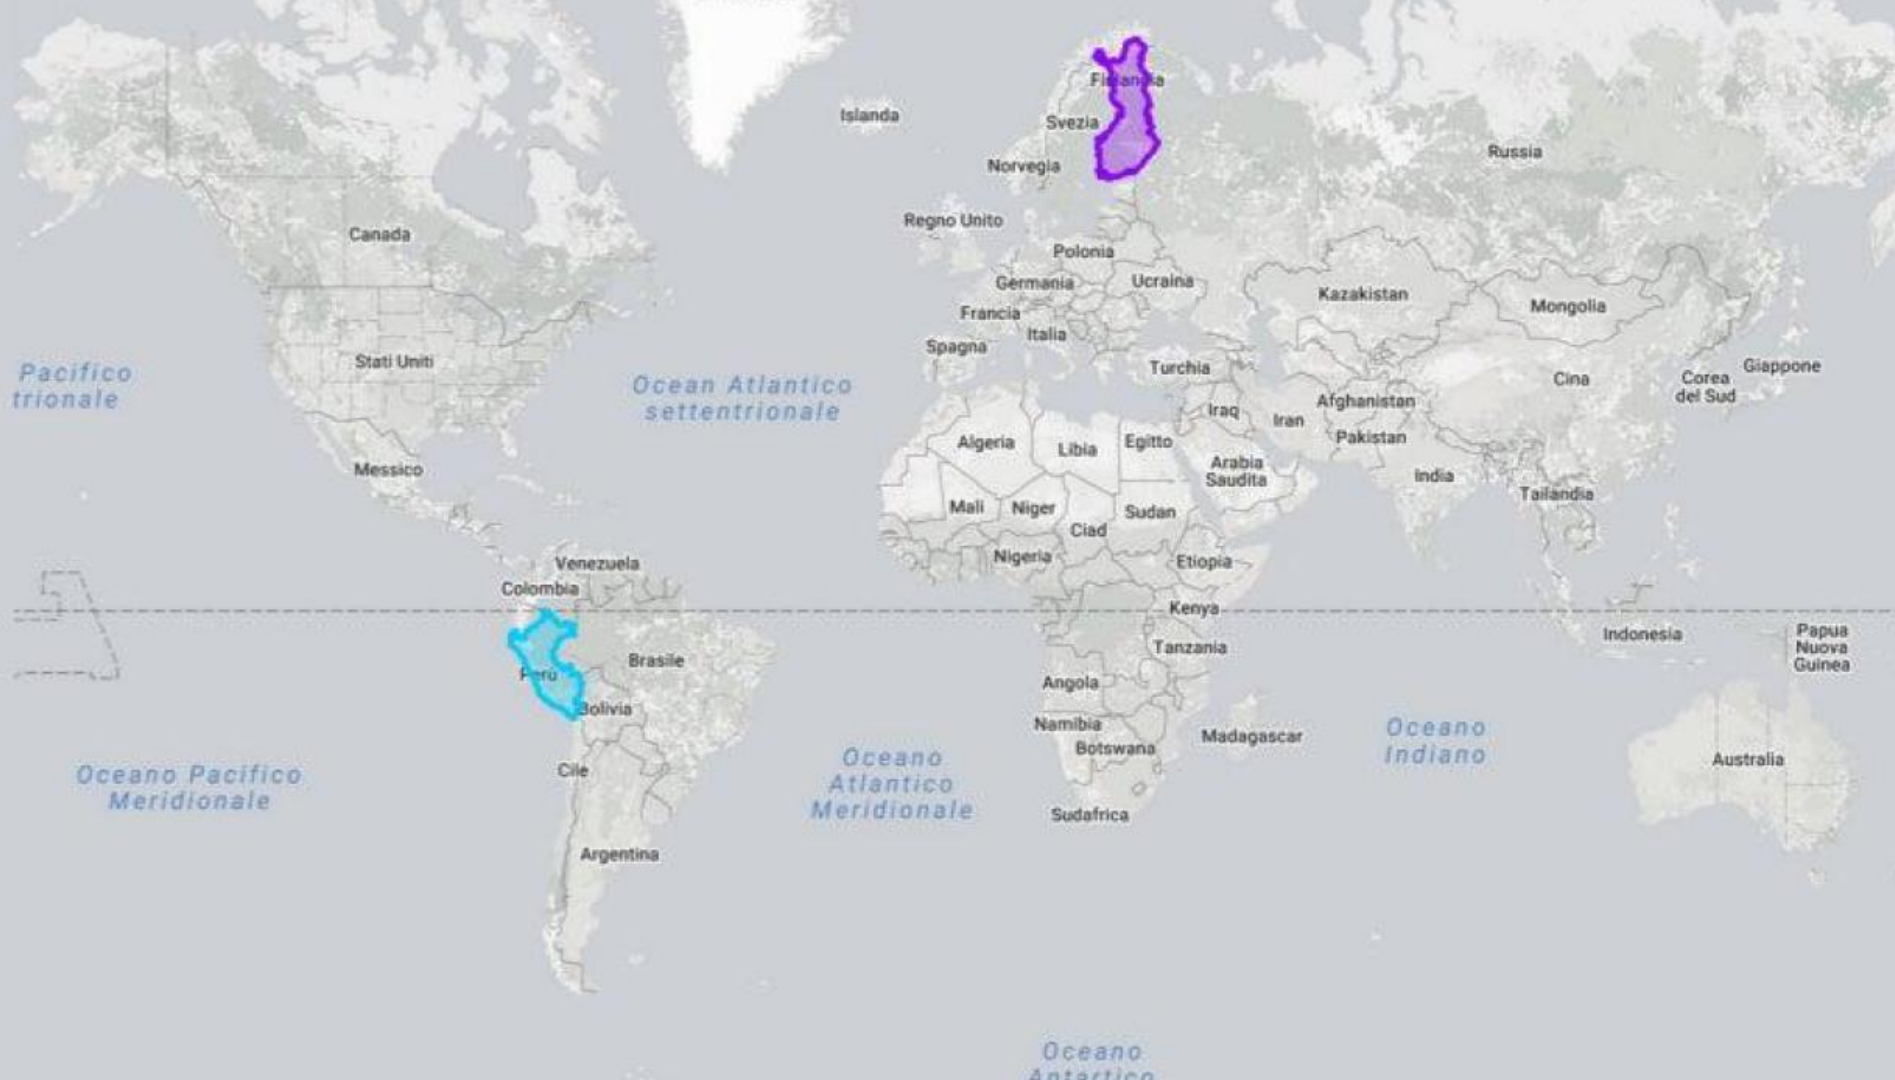 Finlandia
Islanda
Svezia
Russia
Norvegia
Regno Unito
Canada
Polonia
Germania
Ucraina
Kazakistan
Mongolia
Francia
Italia
Spagna
Stati Uniti
Turchia
Giappone
Pacifico
trionale
Ocean Atlantico
settentrionale
Cina
Corea
del Sud
Afghanistan
Iraq
Iran
Pakistan
Algeria
Libia
Egitto
Arabia
Saudita
India
Messico
Tailandia
Mali
Niger
Sudan
Ciad
Nigeria
Etiopia
Venezuela
Colombia
Kenya
Indonesia
Papua
Nuova
Guinea
Tanzania
Brasile
Perù
Angola
Bolivia
Namibia
Madagascar
Botswana
Oceano
Indiano
Australia
Oceano Pacifico
Meridionale
Cile
Oceano
Atlantico
Meridionale
Sudafrica
Argentina
Oceano
Antartico